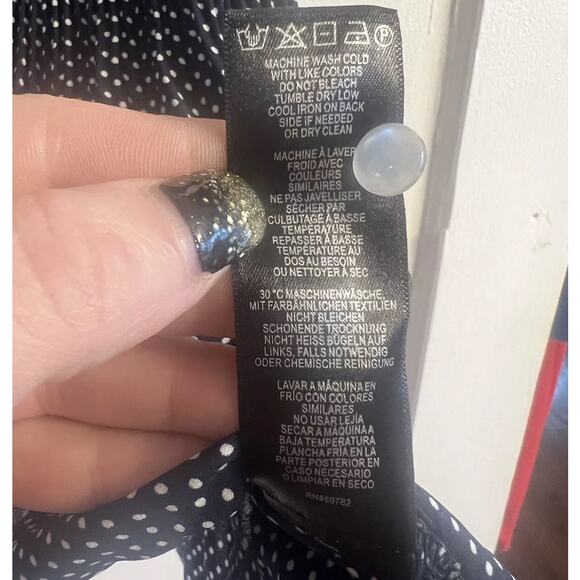 MACHINE WASH COLD
WITH LIKE COLORS
DO NOT BLEACH
TUMBLE DRY LOW
COOL IRON ON BACK
SIDE IF NEEDED
OR DRY CLEAN
MACHINE À LAVER
FROID AVEC
COULEURS
SIMILAIRES
NE PAS JAVELLISER
SÉCHER PAR
CULBUTAGE À BASSE
TEMPÉRATURE
REPASSER À BASSE
TEMPÉRATURE AU
DOS AU BESOIN
OU NETTOYER À SEC
30 °C MASCHINENWÄSCHE,
MIT FARBÄHNLICHEN TEXTILIEN
NICHT BLEICHEN
SCHONENDE TROCKNUNG
NICHT HEISS BÜGELN AUF
LINKS, FALLS NOTWENDIG
ODER CHEMISCHE REINIGUNG
LAVAR A MÁQUINA EN
FRÍO CON COLORES
SIMILARES
NO USAR LEJÍA
SECAR A MÁQUINA A
BAJA TEMPERATURA
PLANCHA FRÍA EN LA
PARTE POSTERIOR EN
CASO NECESARIO
O LIMPIAR EN SECO
RN#69782